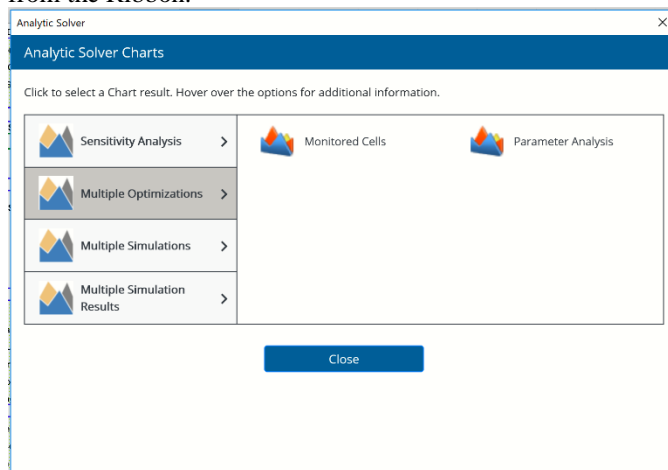 from the Ribbon.
Analytic Solver
Analytic Solver Charts
Click to select a Chart result. Hover over the options for additional information.
Sensitivity Analysis
Monitored Cells
Parameter Analysis
Multiple Optimizations
Multiple Simulations
Multiple Simulation
Results
Close